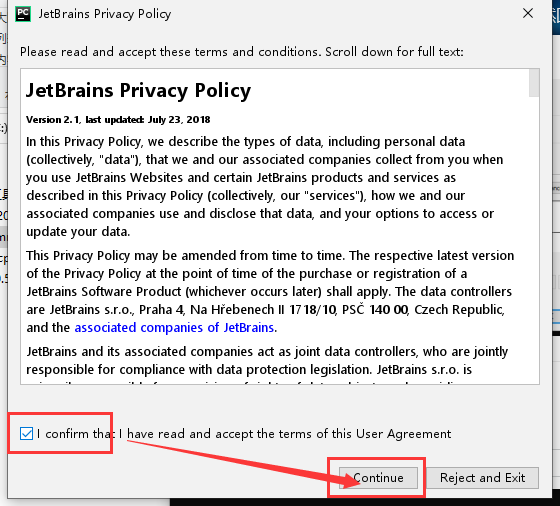 PC JetBrains Privacy Policy
Please read and accept these terms and conditions. Scroll down for full text:
JetBrains Privacy Policy
Version 2.1, last updated: July 23, 2018
In this Privacy Policy, we describe the types of data, including personal data
(collectively, "data"), that we and our associated companies collect from you when
you use JetBrains Websites and certain JetBrains products and services as
described in this Privacy Policy (collectively, our "services"), how we and our
associated companies use and disclose that data, and your options to access or
update your data.
This Privacy Policy may be amended from time to time. The respective latest version
of the Privacy Policy at the point of time of the purchase or registration of a
JetBrains Software Product (whichever occurs later) shall apply. The data controllers
are JetBrains s.r.o., Praha 4, Na Hřebenech II 1718/10, PSČ 140 00, Czech Republic,
and the associated companies of JetBrains.
JetBrains and its associated companies act as joint data controllers, who are jointly
responsible for compliance with data protection legislation. JetBrains s.r.o. is
I confirm that I have read and accept the terms of this User Agreement
Continue
Reject and Exit